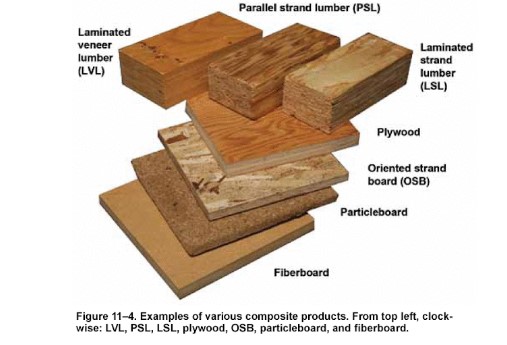 Parallel strand lumber (PSL)
Laminated
veneer
lumber
(LVL)
Laminated
strand
lumber
(LSL)
Plywood
Oriented strand
board (OSB)
Particleboard
Fiberboard
Figure 11–4. Examples of various composite products. From top left, clock-
wise: LVL, PSL, LSL, plywood, OSB, particleboard, and fiberboard.